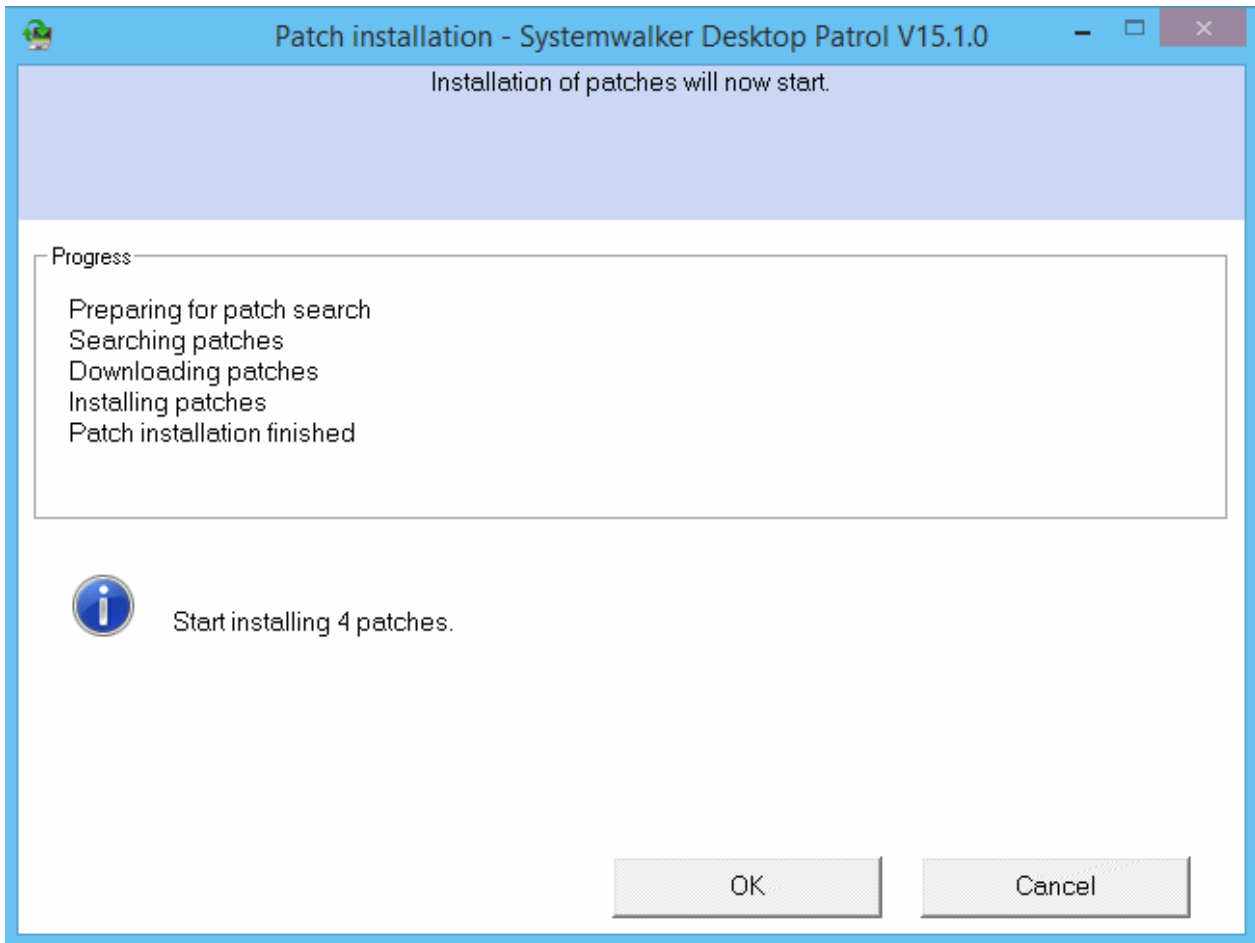 Patch installation - Systemwalker Desktop Patrol V15.1.0
Installation of patches will now start.
Progress
Preparing for patch search
Searching patches
Downloading patches
Installing patches
Patch installation finished
Start installing 4 patches.
OK
Cancel